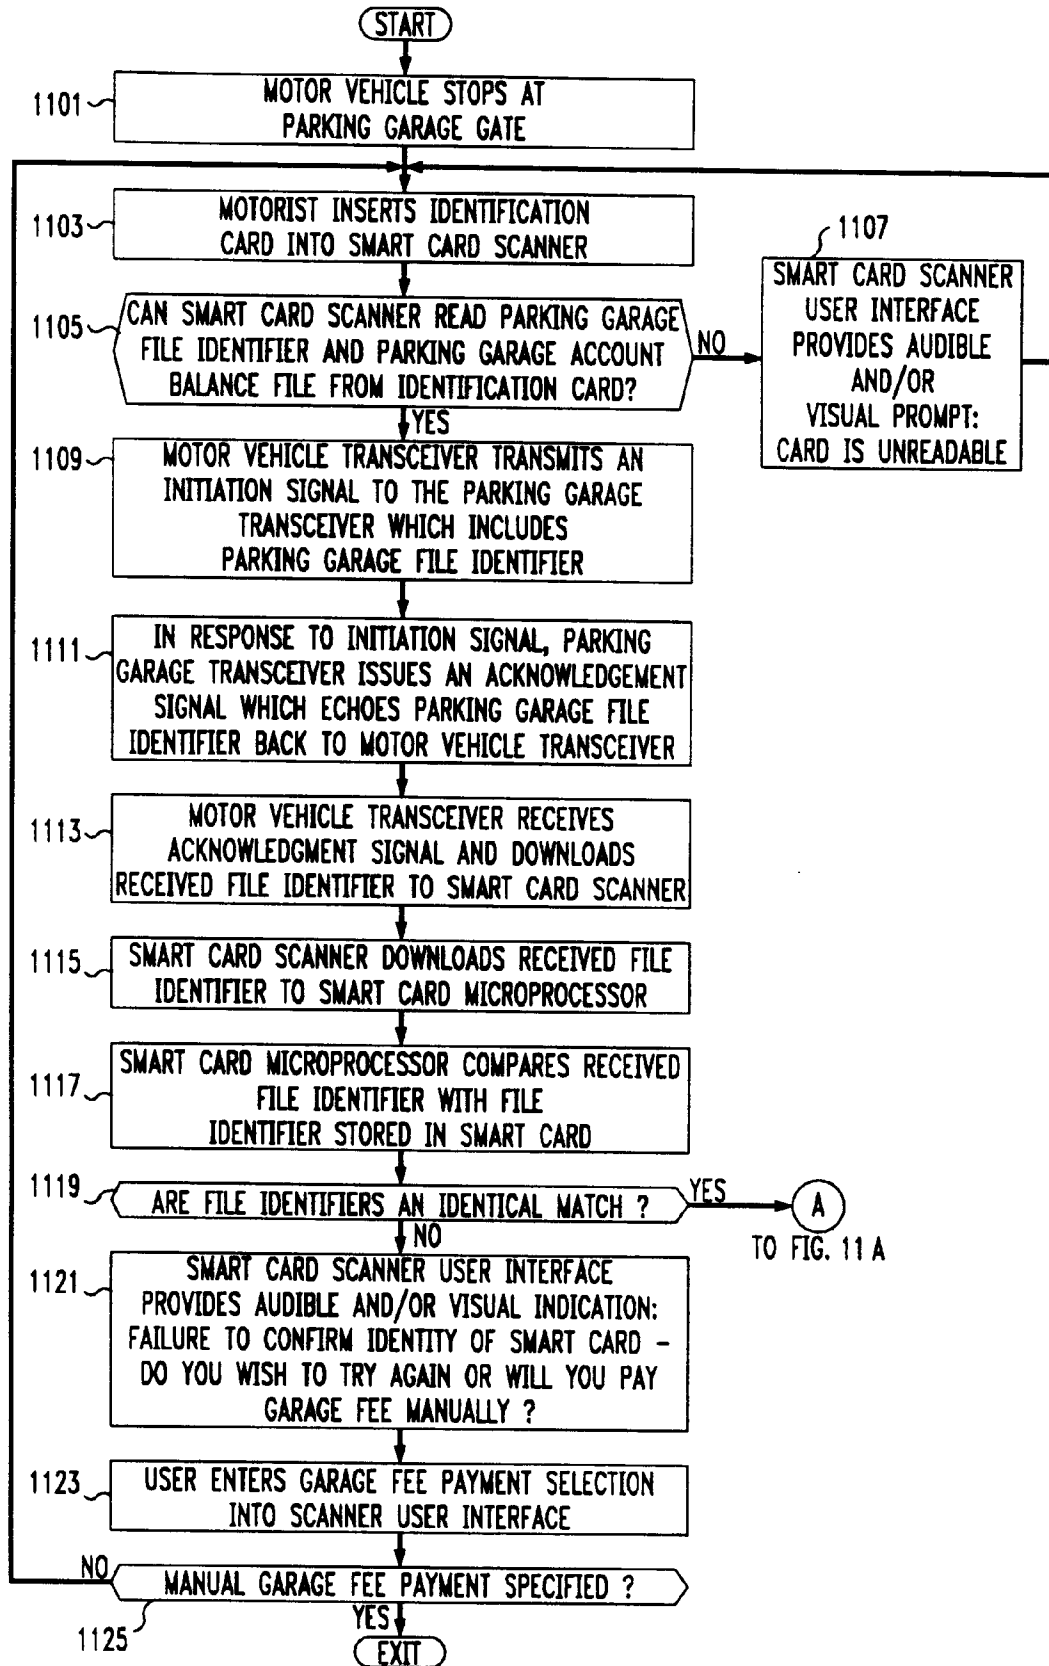 START
1101
MOTOR VEHICLE STOPS AT
PARKING GARAGE GATE
1103
MOTORIST INSERTS IDENTIFICATION
CARD INTO SMART CARD SCANNER
1105
CAN SMART CARD SCANNER READ PARKING GARAGE
FILE IDENTIFIER AND PARKING GARAGE ACCOUNT
BALANCE FILE FROM IDENTIFICATION CARD?
NO
1107
SMART CARD SCANNER
USER INTERFACE
PROVIDES AUDIBLE
AND/OR
VISUAL PROMPT:
CARD IS UNREADABLE
YES
1109
MOTOR VEHICLE TRANSCEIVER TRANSMITS AN
INITIATION SIGNAL TO THE PARKING GARAGE
TRANSCEIVER WHICH INCLUDES
PARKING GARAGE FILE IDENTIFIER
1111
IN RESPONSE TO INITIATION SIGNAL, PARKING
GARAGE TRANSCEIVER ISSUES AN ACKNOWLEDGEMENT
SIGNAL WHICH ECHOES PARKING GARAGE FILE
IDENTIFIER BACK TO MOTOR VEHICLE TRANSCEIVER
1113
MOTOR VEHICLE TRANSCEIVER RECEIVES
ACKNOWLEDGMENT SIGNAL AND DOWNLOADS
RECEIVED FILE IDENTIFIER TO SMART CARD SCANNER
1115
SMART CARD SCANNER DOWNLOADS RECEIVED FILE
IDENTIFIER TO SMART CARD MICROPROCESSOR
1117
SMART CARD MICROPROCESSOR COMPARES RECEIVED
FILE IDENTIFIER WITH FILE
IDENTIFIER STORED IN SMART CARD
1119
ARE FILE IDENTIFIERS AN IDENTICAL MATCH ?
YES
A
TO FIG. 11 A
NO
1121
SMART CARD SCANNER USER INTERFACE
PROVIDES AUDIBLE AND/OR VISUAL INDICATION:
FAILURE TO CONFIRM IDENTITY OF SMART CARD -
DO YOU WISH TO TRY AGAIN OR WILL YOU PAY
GARAGE FEE MANUALLY ?
1123
USER ENTERS GARAGE FEE PAYMENT SELECTION
INTO SCANNER USER INTERFACE
NO
MANUAL GARAGE FEE PAYMENT SPECIFIED ?
1125
YES
EXIT